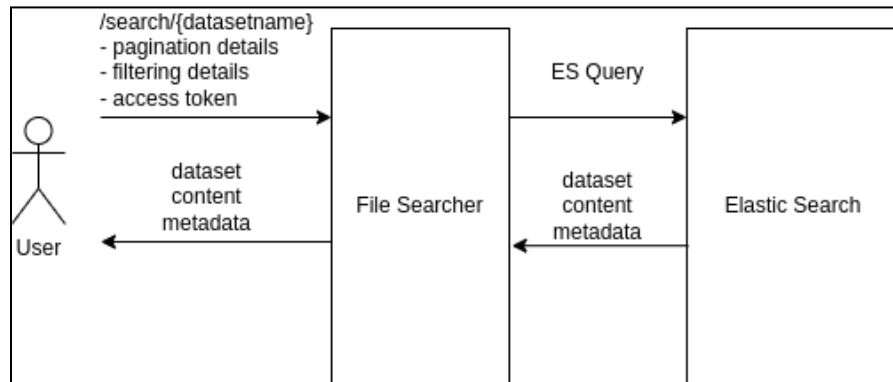 /search/{datasetname}
- pagination details
- filtering details
- access token
ES Query
dataset
content
metadata
File Searcher
dataset
content
metadata
Elastic Search
User